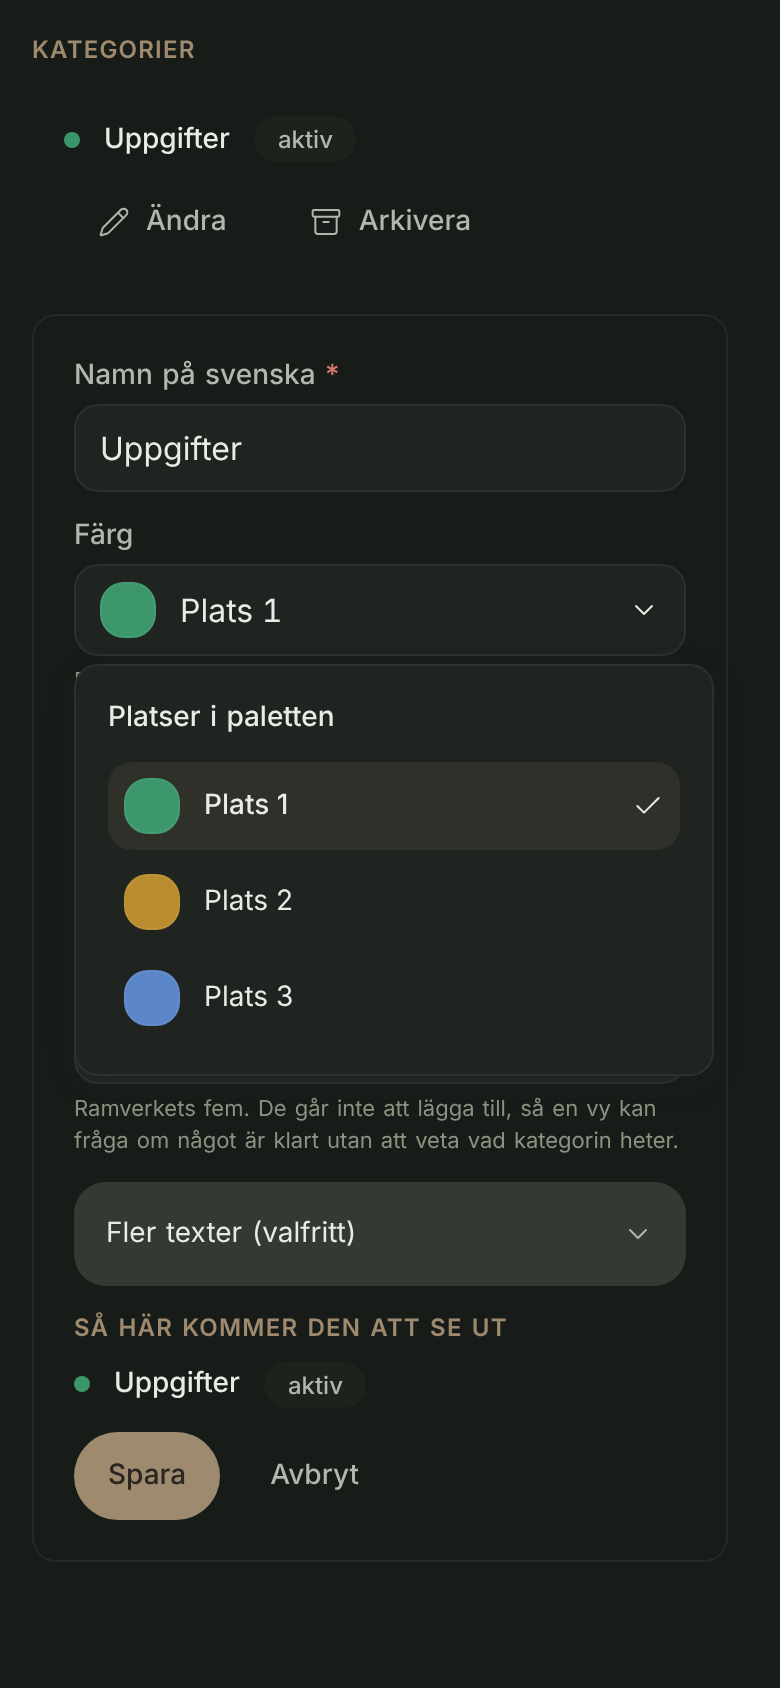 KATEGORIER
Uppgifter aktiv
Ändra Arkivera
Namn på svenska *
Uppgifter
Färg
Plats 1
Platser i paletten
Plats 1
Plats 2
Plats 3
Ramverkets fem. De går inte att lägga till, så en vy kan
fråga om något är klart utan att veta vad kategorin heter.
Fler texter (valfritt)
SÅ HÄR KOMMER DEN ATT SE UT
Uppgifter aktiv
Spara Avbryt